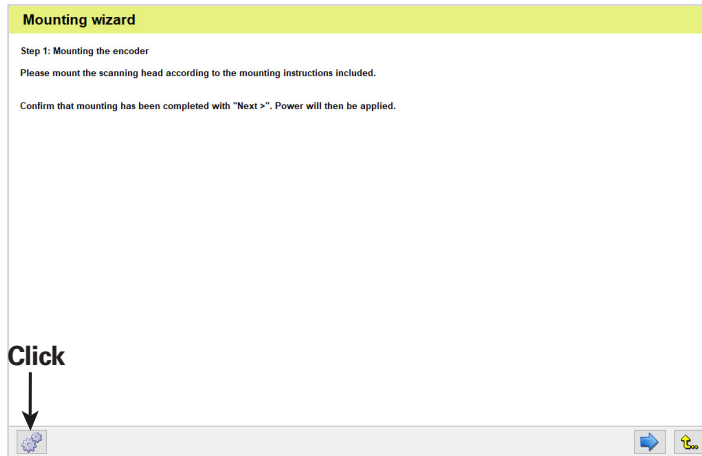 Mounting wizard
Step 1: Mounting the encoder
Please mount the scanning head according to the mounting instructions included.
Confirm that mounting has been completed with "Next >". Power will then be applied.
Click